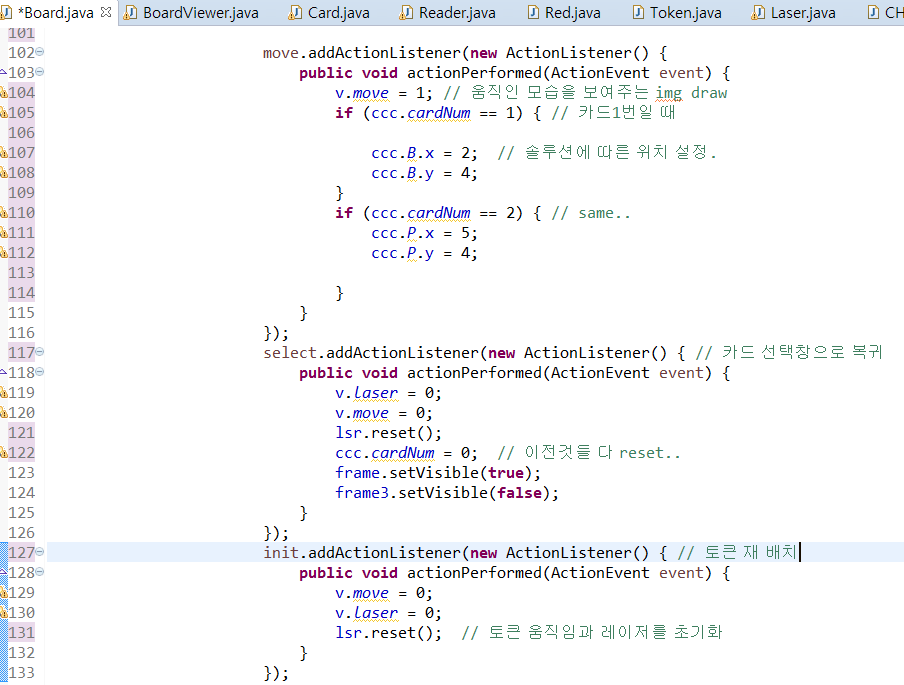 *Board.java BoardViewer.java Card.java Reader.java Red.java Token.java Laser.java CH
101
102 move.addActionListener(new ActionListener() {
103 public void actionPerformed(ActionEvent event) {
104 v.move = 1; // 움직인 모습을 보여주는 img draw
105 if (ccc.cardNum == 1) { // 카드1번일 때
106
107 ccc.B.x = 2; // 솔루션에 따른 위치 설정.
108 ccc.B.y = 4;
109 }
110 if (ccc.cardNum == 2) { // same..
111 ccc.P.x = 5;
112 ccc.P.y = 4;
113
114 }
115 }
116 });
117 select.addActionListener(new ActionListener() { // 카드 선택창으로 복귀
118 public void actionPerformed(ActionEvent event) {
119 v.laser = 0;
120 v.move = 0;
121 lsr.reset();
122 ccc.cardNum = 0; // 이전것들 다 reset..
123 frame.setVisible(true);
124 frame3.setVisible(false);
125 }
126 });
127 init.addActionListener(new ActionListener() { // 토큰 재 배치
128 public void actionPerformed(ActionEvent event) {
129 v.move = 0;
130 v.laser = 0;
131 lsr.reset(); // 토큰 움직임과 레이저를 초기화
132 }
133 });